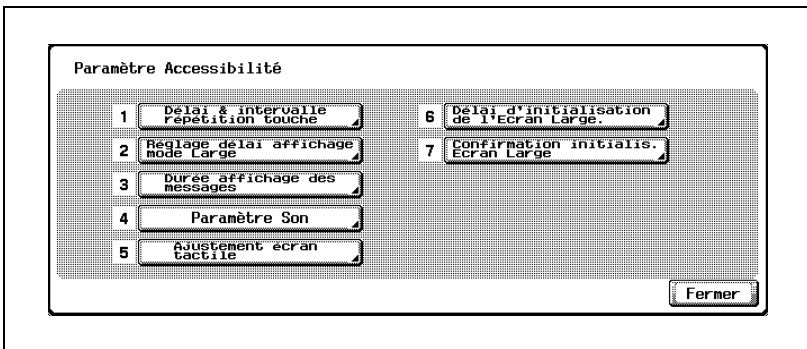 Paramètre Accessibilité
1 Délai & intervalle
répétition touche
2 Réglage délai affichage
mode Large
3 Durée affichage des
messages
4 Paramètre Son
5 Ajustement écran
tactile
6 Délai d'initialisation
de l'Ecran Large.
7 Confirmation initialis.
Ecran Large
Fermer